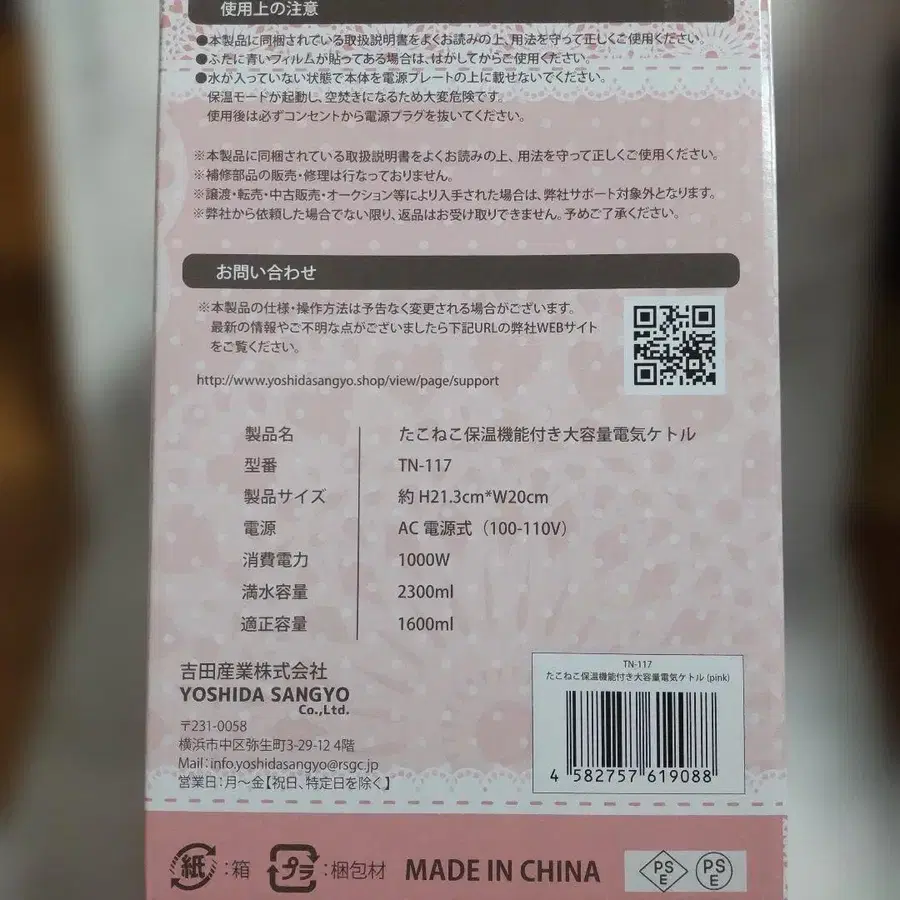 使用上の注意
●本製品に同梱されている取扱説明書をよくお読みの上、用法を守って正しくご使用ください。
●ふたに青いフィルムが貼ってある場合は、はがしてからご使用ください。
●水が入っていない状態で本体を電源プレートの上に載せないでください。
保温モードが起動し、空焚きになるため大変危険です。
使用後は必ずコンセントから電源プラグを抜いてください。
※本製品に同梱されている取扱説明書をよくお読みの上、用法を守って正しくご使用ください。
※補修部品の販売・修理は行なっておりません。
※譲渡・転売・中古販売・オークション等により入手された場合は、弊社サポート対象外となります。
※弊社から依頼した場合でない限り、返品はお受け取りできません。予めご了承ください。
お問い合わせ
※本製品の仕様・操作方法は予告なく変更される場合がございます。
最新の情報やご不明な点がございましたら下記URLの弊社WEBサイト
をご覧ください。
http://www.yoshidasangyo.shop/view/page/support
製品名 たこねこ保温機能付き大容量電気ケトル
型番 TN-117
製品サイズ 約 H21.3cm*W20cm
電源 AC 電源式（100-110V）
消費電力 1000W
満水容量 2300ml
適正容量 1600ml
吉田産業株式会社
YOSHIDA SANGYO
Co.,Ltd.
〒231-0058
横浜市中区弥生町3-29-12 4階
Mail：info.yoshidasangyo@rsgc.jp
営業日：月～金【祝日、特定日を除く】
TN-117
たこねこ保温機能付き大容量電気ケトル (pink)
4 582757 619088
紙：箱 プラ：梱包材 MADE IN CHINA PSE PSE